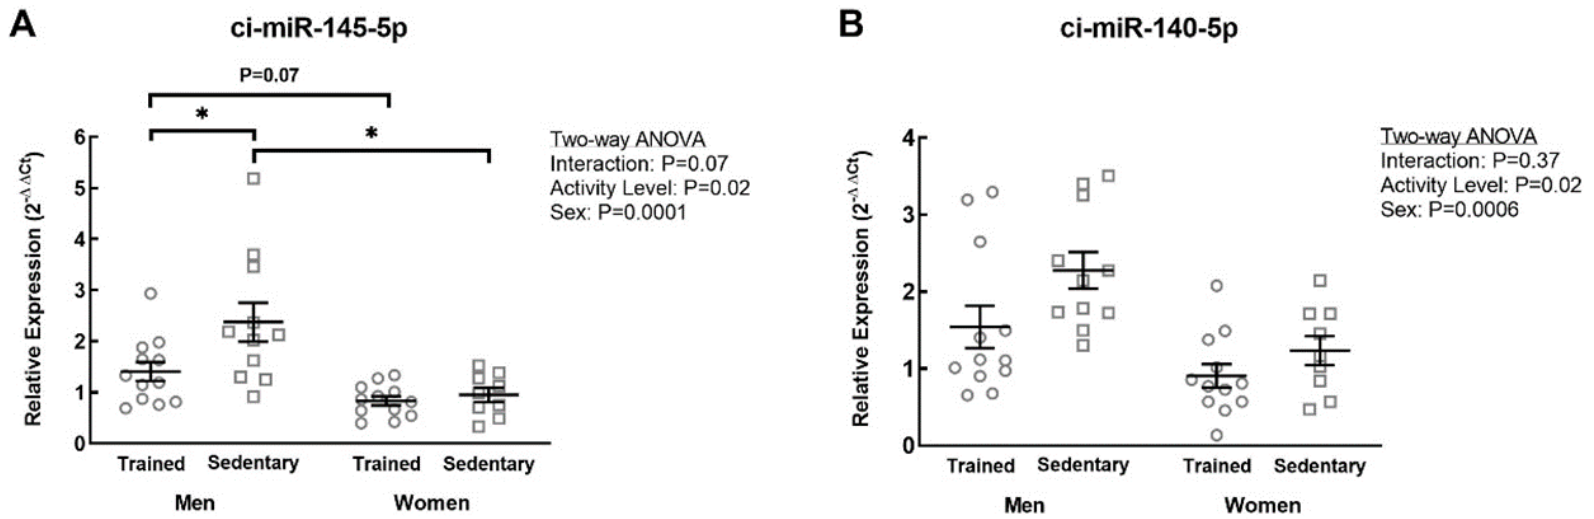 A
ci-miR-145-5p
P=0.07
*
*
Relative Expression (2^-ΔΔCt)
6
5
4
3
2
1
0
Trained Sedentary Trained Sedentary
Men Women
Two-way ANOVA
Interaction: P=0.07
Activity Level: P=0.02
Sex: P=0.0001
B
ci-miR-140-5p
Relative Expression (2^-ΔΔCt)
4
3
2
1
0
Trained Sedentary Trained Sedentary
Men Women
Two-way ANOVA
Interaction: P=0.37
Activity Level: P=0.02
Sex: P=0.0006